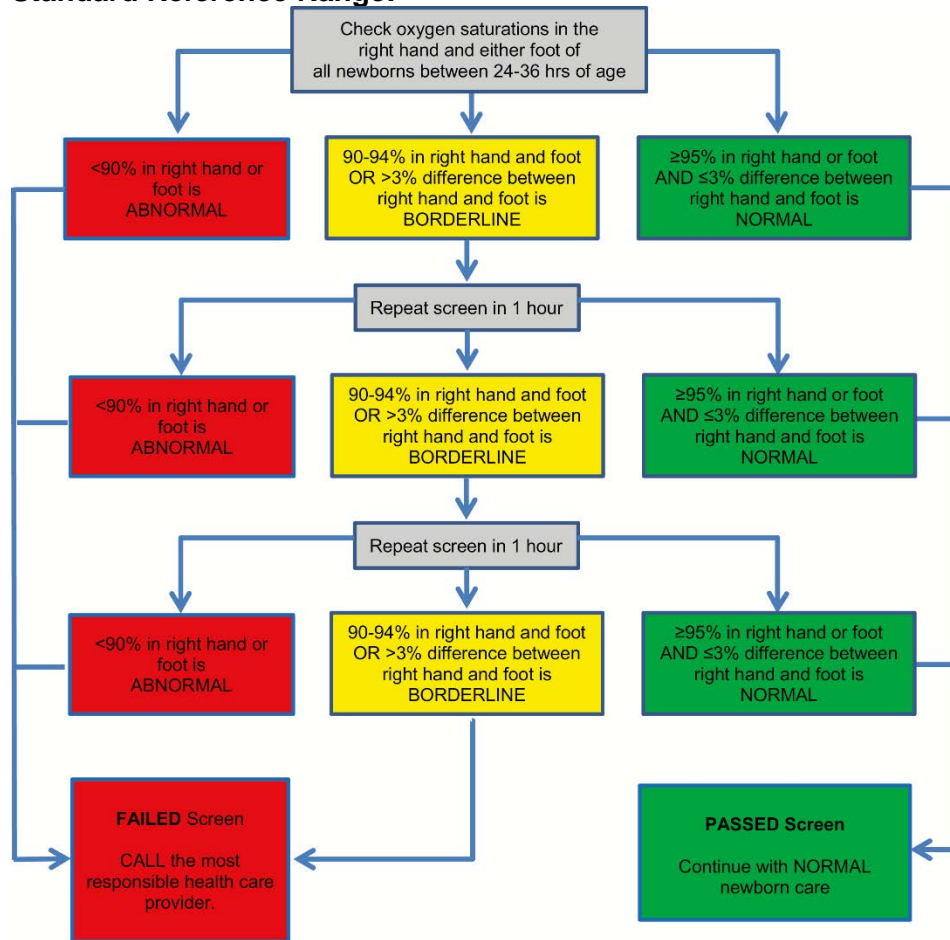 Standard Reference Range:
Check oxygen saturations in the
right hand and either foot of
all newborns between 24-36 hrs of age
<90% in right hand or
foot is
ABNORMAL
90-94% in right hand and foot
OR >3% difference between
right hand and foot is
BORDERLINE
≥95% in right hand or foot
AND ≤3% difference between
right hand and foot is
NORMAL
Repeat screen in 1 hour
<90% in right hand or
foot is
ABNORMAL
90-94% in right hand and foot
OR >3% difference between
right hand and foot is
BORDERLINE
≥95% in right hand or foot
AND ≤3% difference between
right hand and foot is
NORMAL
Repeat screen in 1 hour
<90% in right hand or
foot is
ABNORMAL
90-94% in right hand and foot
OR >3% difference between
right hand and foot is
BORDERLINE
≥95% in right hand or foot
AND ≤3% difference between
right hand and foot is
NORMAL
FAILED Screen
CALL the most
responsible health care
provider.
PASSED Screen
Continue with NORMAL
newborn care